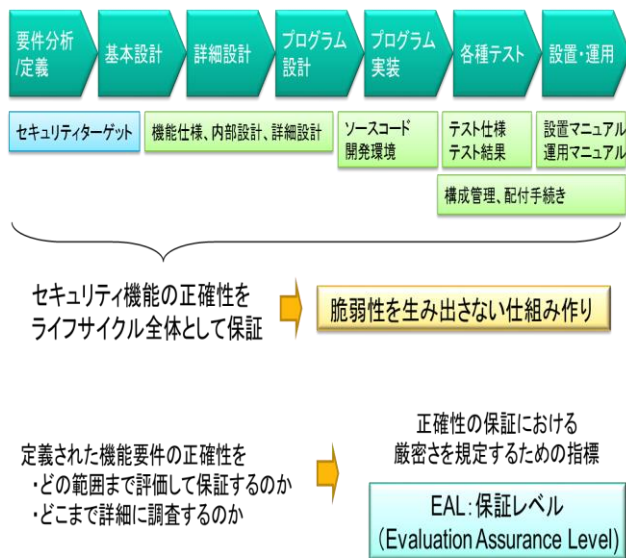 要件分析
/定義
基本設計
詳細設計
プログラム
設計
プログラム
実装
各種テスト
設置・運用
セキュリティターゲット
機能仕様、内部設計、詳細設計
ソースコード
開発環境
テスト仕様
テスト結果
設置マニュアル
運用マニュアル
構成管理、配付手続き
セキュリティ機能の正確性を
ライフサイクル全体として保証
脆弱性を生み出さない仕組み作り
定義された機能要件の正確性を
・どの範囲まで評価して保証するのか
・どこまで詳細に調査するのか
正確性の保証における
厳密さを規定するための指標
EAL:保証レベル
(Evaluation Assurance Level)